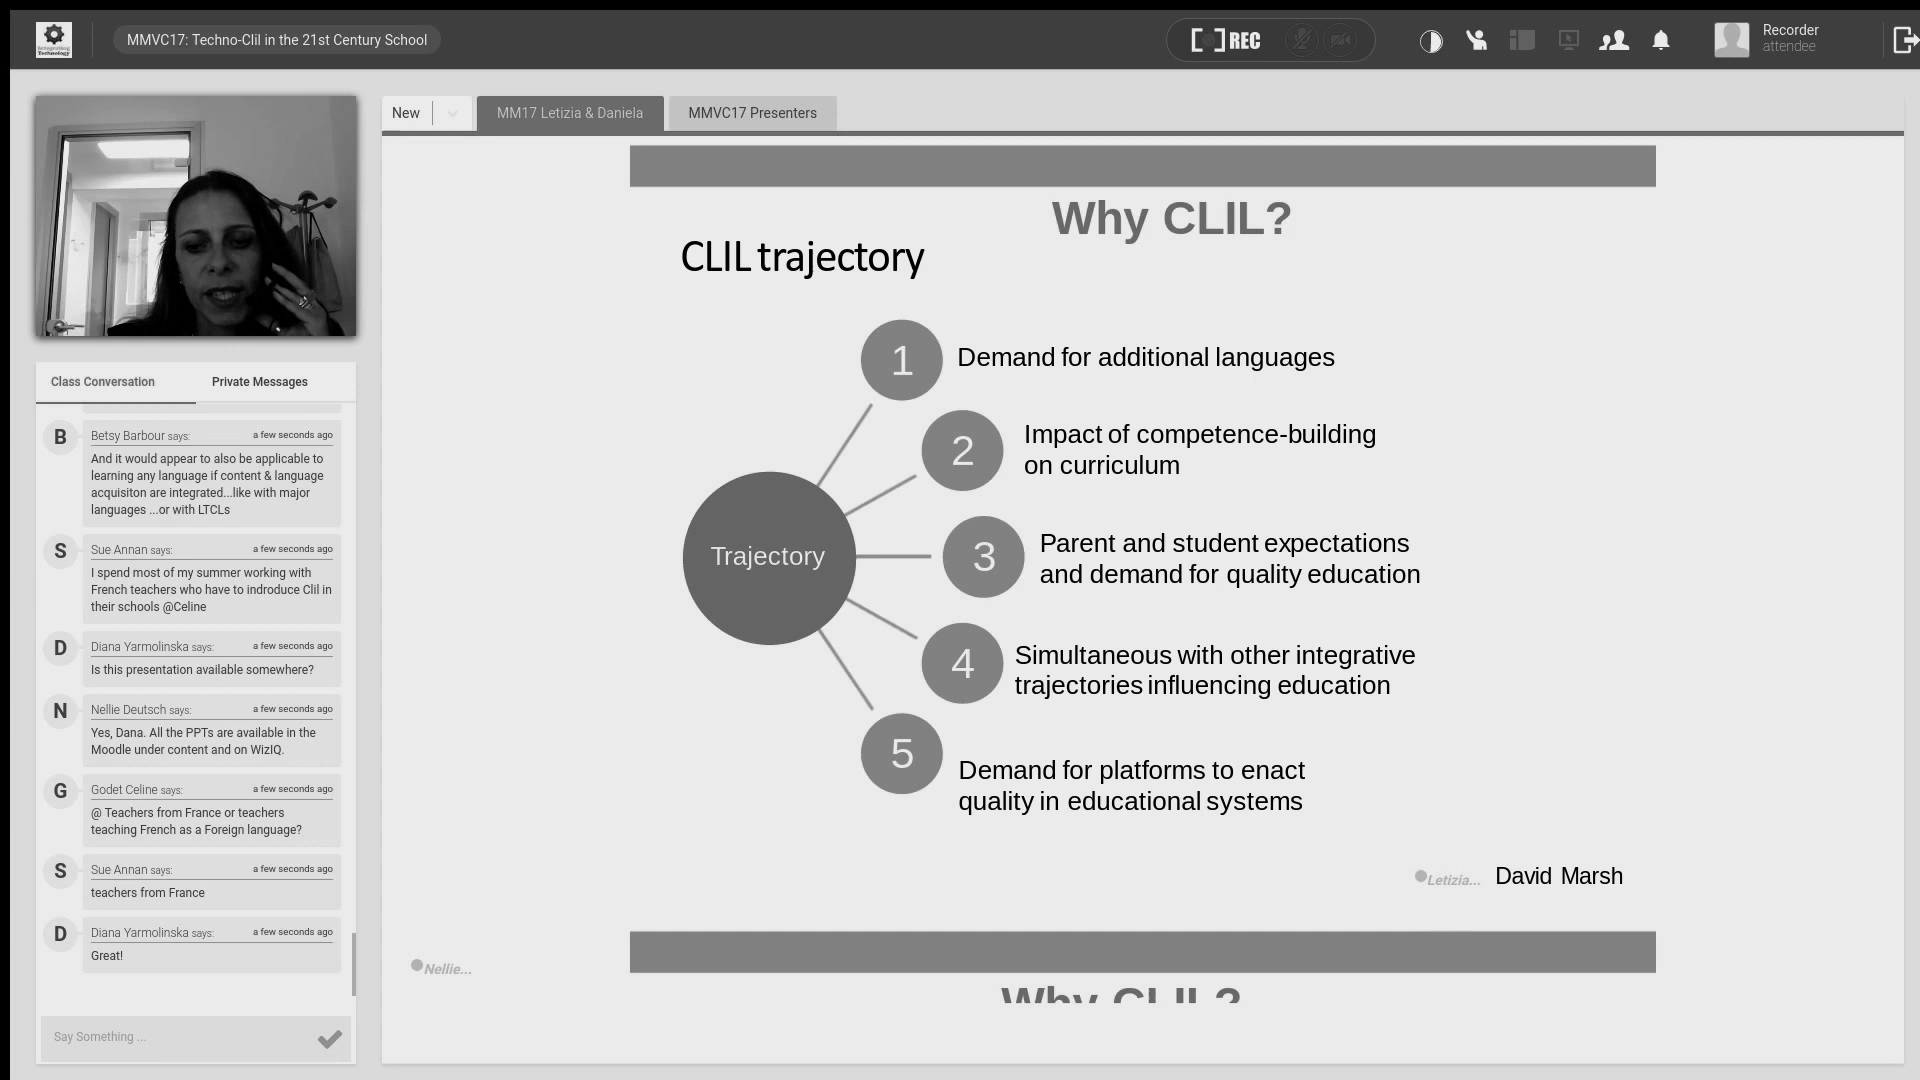 MMVC17: Techno-Clil in the 21st Century School
REC
Recorder
attendee
New
MM17 Letizia & Daniela
MMVC17 Presenters
Class Conversation
Private Messages
B
Betsy Barbour says:
a few seconds ago
And it would appear to also be applicable to
learning any language if content & language
acquisiton are integrated...like with major
languages ...or with LTCLs
S
Sue Annan says:
a few seconds ago
I spend most of my summer working with
French teachers who have to indroduce Clil in
their schools @Celine
D
Diana Yarmolinska says:
a few seconds ago
Is this presentation available somewhere?
N
Nellie Deutsch says:
a few seconds ago
Yes, Dana. All the PPTs are available in the
Moodle under content and on WizIQ.
G
Godet Celine says:
a few seconds ago
@ Teachers from France or teachers
teaching French as a Foreign language?
S
Sue Annan says:
a few seconds ago
teachers from France
D
Diana Yarmolinska says:
a few seconds ago
Great!
Say Something ...
Why CLIL?
CLIL trajectory
Trajectory
1
Demand for additional languages
2
Impact of competence-building
on curriculum
3
Parent and student expectations
and demand for quality education
4
Simultaneous with other integrative
trajectories influencing education
5
Demand for platforms to enact
quality in educational systems
Letizia...
David Marsh
Nellie...
Why CLIL?